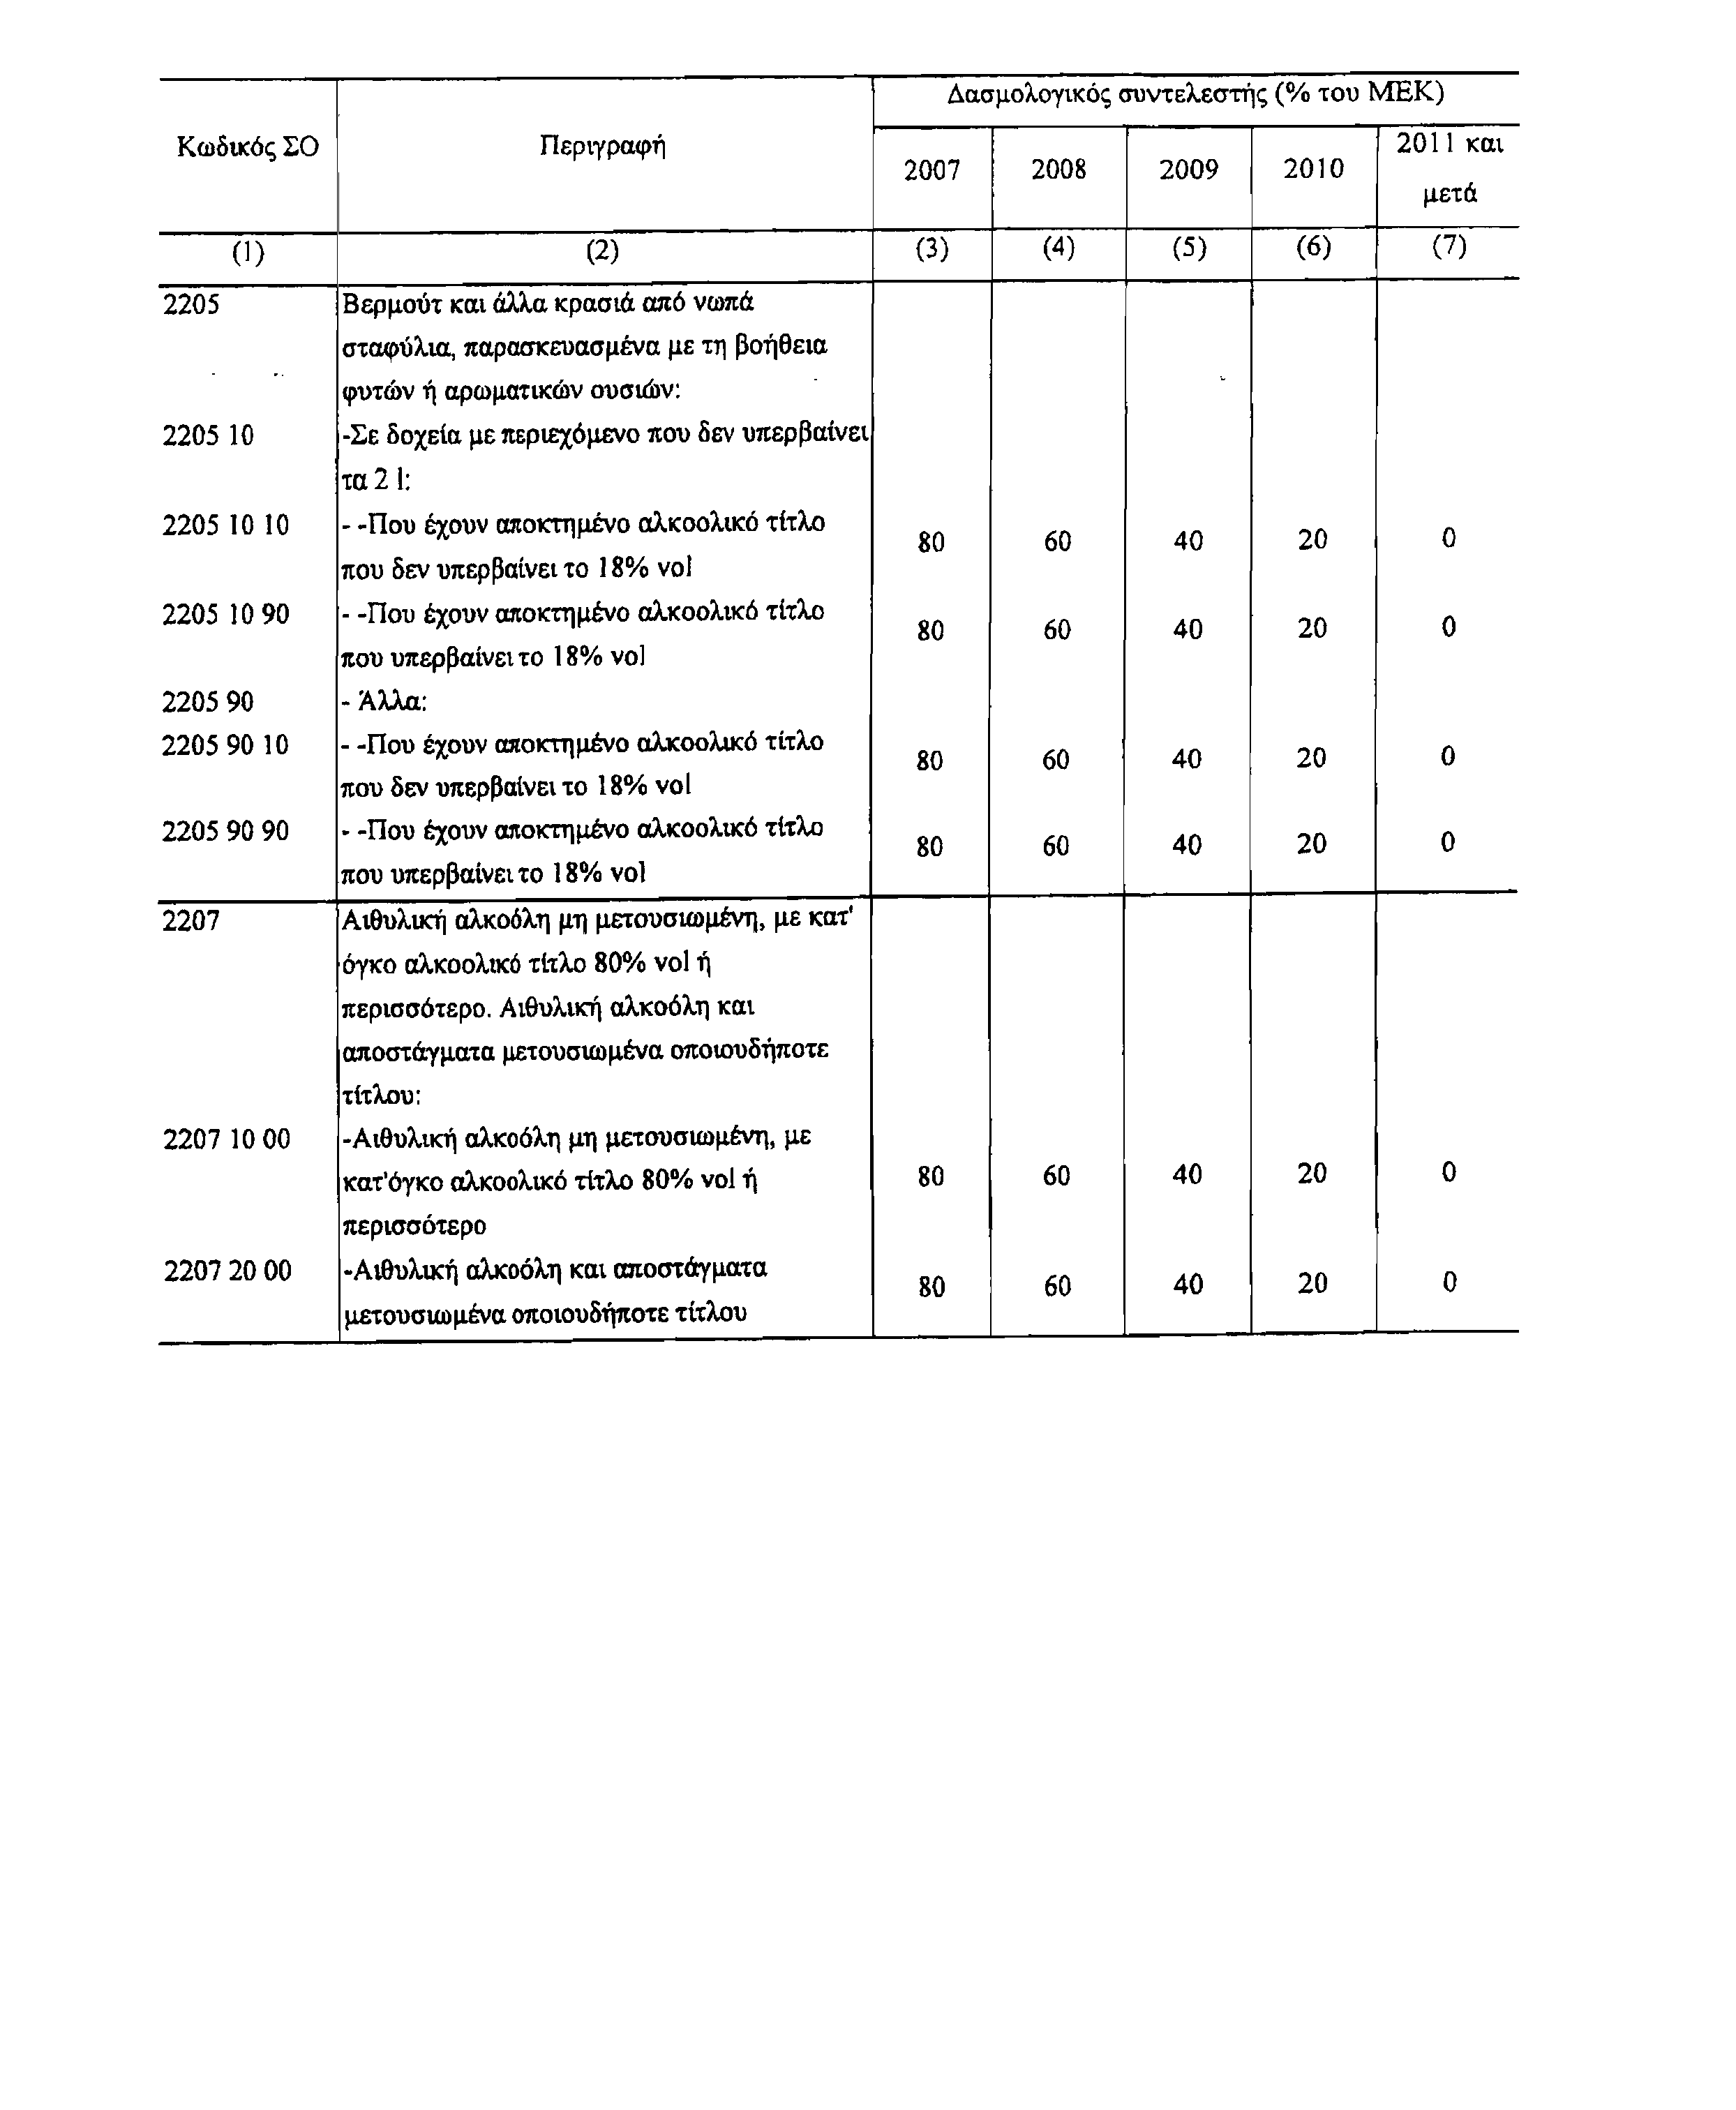 Δασμολογικός συντελεστής (% του ΜΕΚ)
Κωδικός ΣΟ Περιγραφή 2007 2008 2009 2010 2011 και
μετά
(1) (2) (3) (4) (5) (6) (7)
2205 Βερμούτ και άλλα κρασιά από νωπά
σταφύλια, παρασκευασμένα με τη βοήθεια
φυτών ή αρωματικών ουσιών:
2205 10 -Σε δοχεία με περιεχόμενο που δεν υπερβαίνει
τα 2 l:
2205 10 10 - -Που έχουν αποκτημένο αλκοολικό τίτλο 80 60 40 20 0
που δεν υπερβαίνει το 18% vol
2205 10 90 - -Που έχουν αποκτημένο αλκοολικό τίτλο 80 60 40 20 0
που υπερβαίνει το 18% vol
2205 90 - Άλλα:
2205 90 10 - -Που έχουν αποκτημένο αλκοολικό τίτλο 80 60 40 20 0
που δεν υπερβαίνει το 18% vol
2205 90 90 - -Που έχουν αποκτημένο αλκοολικό τίτλο 80 60 40 20 0
που υπερβαίνει το 18% vol
2207 Αιθυλική αλκοόλη μη μετουσιωμένη, με κατ'
όγκο αλκοολικό τίτλο 80% vol ή
περισσότερο. Αιθυλική αλκοόλη και
αποστάγματα μετουσιωμένα οποιουδήποτε
τίτλου:
2207 10 00 -Αιθυλική αλκοόλη μη μετουσιωμένη, με
κατ'όγκο αλκοολικό τίτλο 80% vol ή 80 60 40 20 0
περισσότερο
2207 20 00 -Αιθυλική αλκοόλη και αποστάγματα 80 60 40 20 0
μετουσιωμένα οποιουδήποτε τίτλου